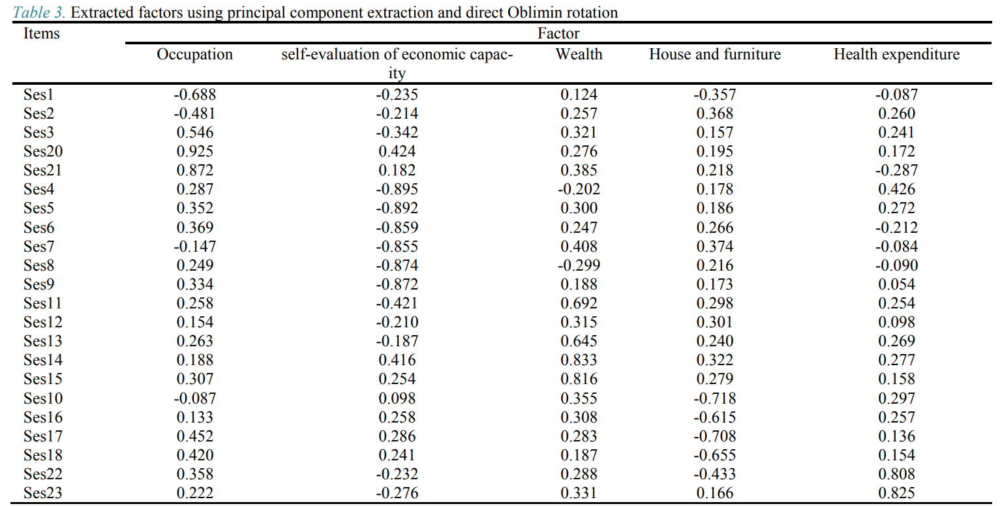 Table 3. Extracted factors using principal component extraction and direct Oblimin rotation
Items Factor
Occupation self-evaluation of economic capac- Wealth House and furniture Health expenditure
ity
Ses1 -0.688 -0.235 0.124 -0.357 -0.087
Ses2 -0.481 -0.214 0.257 0.368 0.260
Ses3 0.546 -0.342 0.321 0.157 0.241
Ses20 0.925 0.424 0.276 0.195 0.172
Ses21 0.872 0.182 0.385 0.218 -0.287
Ses4 0.287 -0.895 -0.202 0.178 0.426
Ses5 0.352 -0.892 0.300 0.186 0.272
Ses6 0.369 -0.859 0.247 0.266 -0.212
Ses7 -0.147 -0.855 0.408 0.374 -0.084
Ses8 0.249 -0.874 -0.299 0.216 -0.090
Ses9 0.334 -0.872 0.188 0.173 0.054
Ses11 0.258 -0.421 0.692 0.298 0.254
Ses12 0.154 -0.210 0.315 0.301 0.098
Ses13 0.263 -0.187 0.645 0.240 0.269
Ses14 0.188 0.416 0.833 0.322 0.277
Ses15 0.307 0.254 0.816 0.279 0.158
Ses10 -0.087 0.098 0.355 -0.718 0.297
Ses16 0.133 0.258 0.308 -0.615 0.257
Ses17 0.452 0.286 0.283 -0.708 0.136
Ses18 0.420 0.241 0.187 -0.655 0.154
Ses22 0.358 -0.232 0.288 -0.433 0.808
Ses23 0.222 -0.276 0.331 0.166 0.825